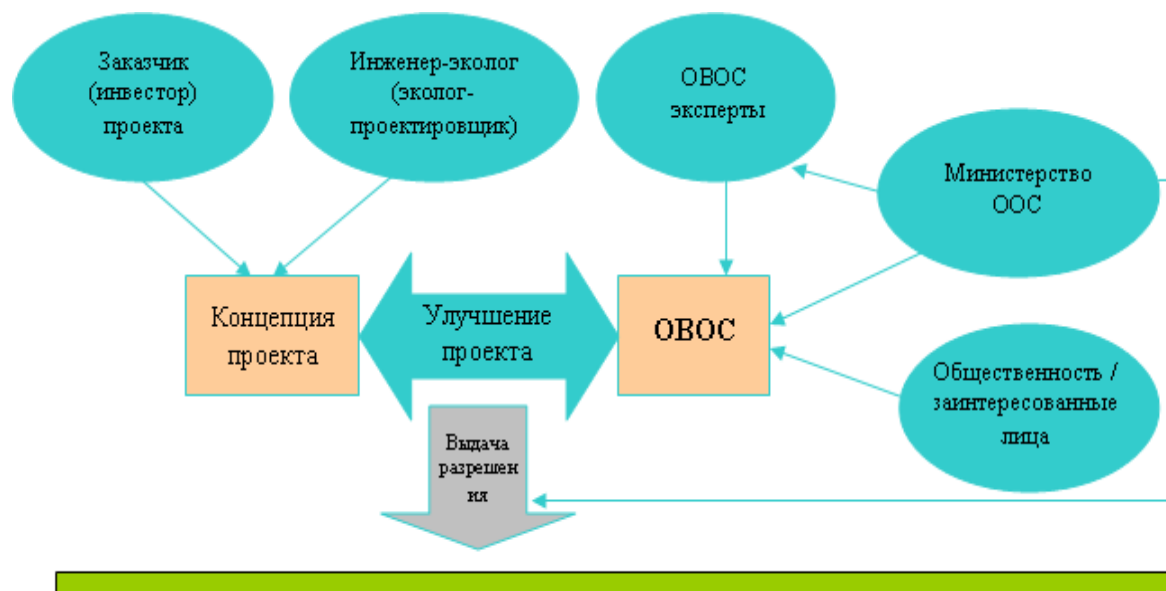 Заказчик
(инвестор)
проекта
Инженер-эколог
(эколог-
проектировщик)
ОВОС
эксперты
Министерство
ООС
Концепция
проекта
Улучшение
проекта
ОВОС
Общественность /
заинтересованные
лица
Выдача
разрешен
ия